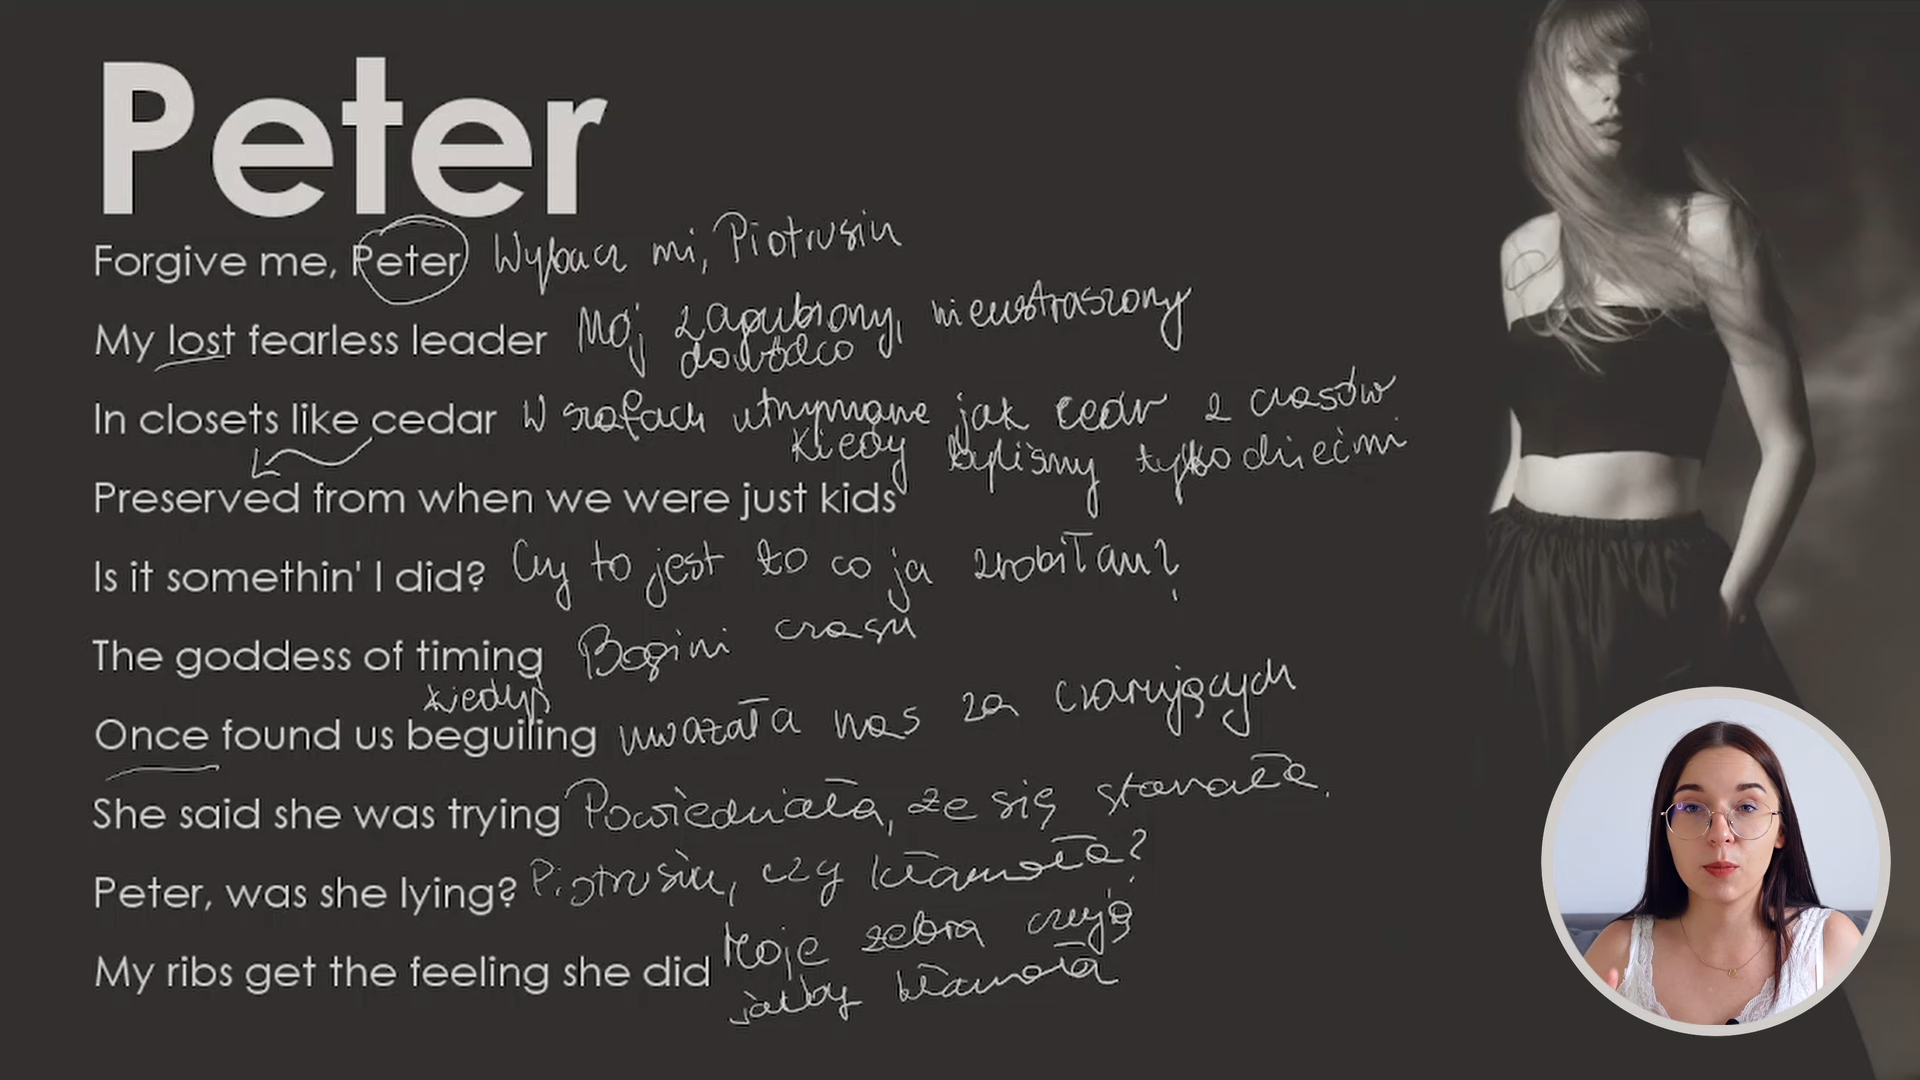 Peter
Forgive me, Peter Wybacz mi, Piotrusiu
My lost fearless leader Mój zagubiony, nieustraszony
dowódco
In closets like cedar W szafach utrzymane jak cedr z czasów
kiedy byliśmy tylko dziećmi
Preserved from when we were just kids
Is it somethin' I did? Czy to jest to co ja zrobiłam?
The goddess of timing Bogini czasu
kiedyś
Once found us beguiling uważała nas za czarujących
She said she was trying Powiedziała, że się starała.
Peter, was she lying? Piotrusiu, czy kłamała?
My ribs get the feeling she did Moje żebra czują
jakby kłamała